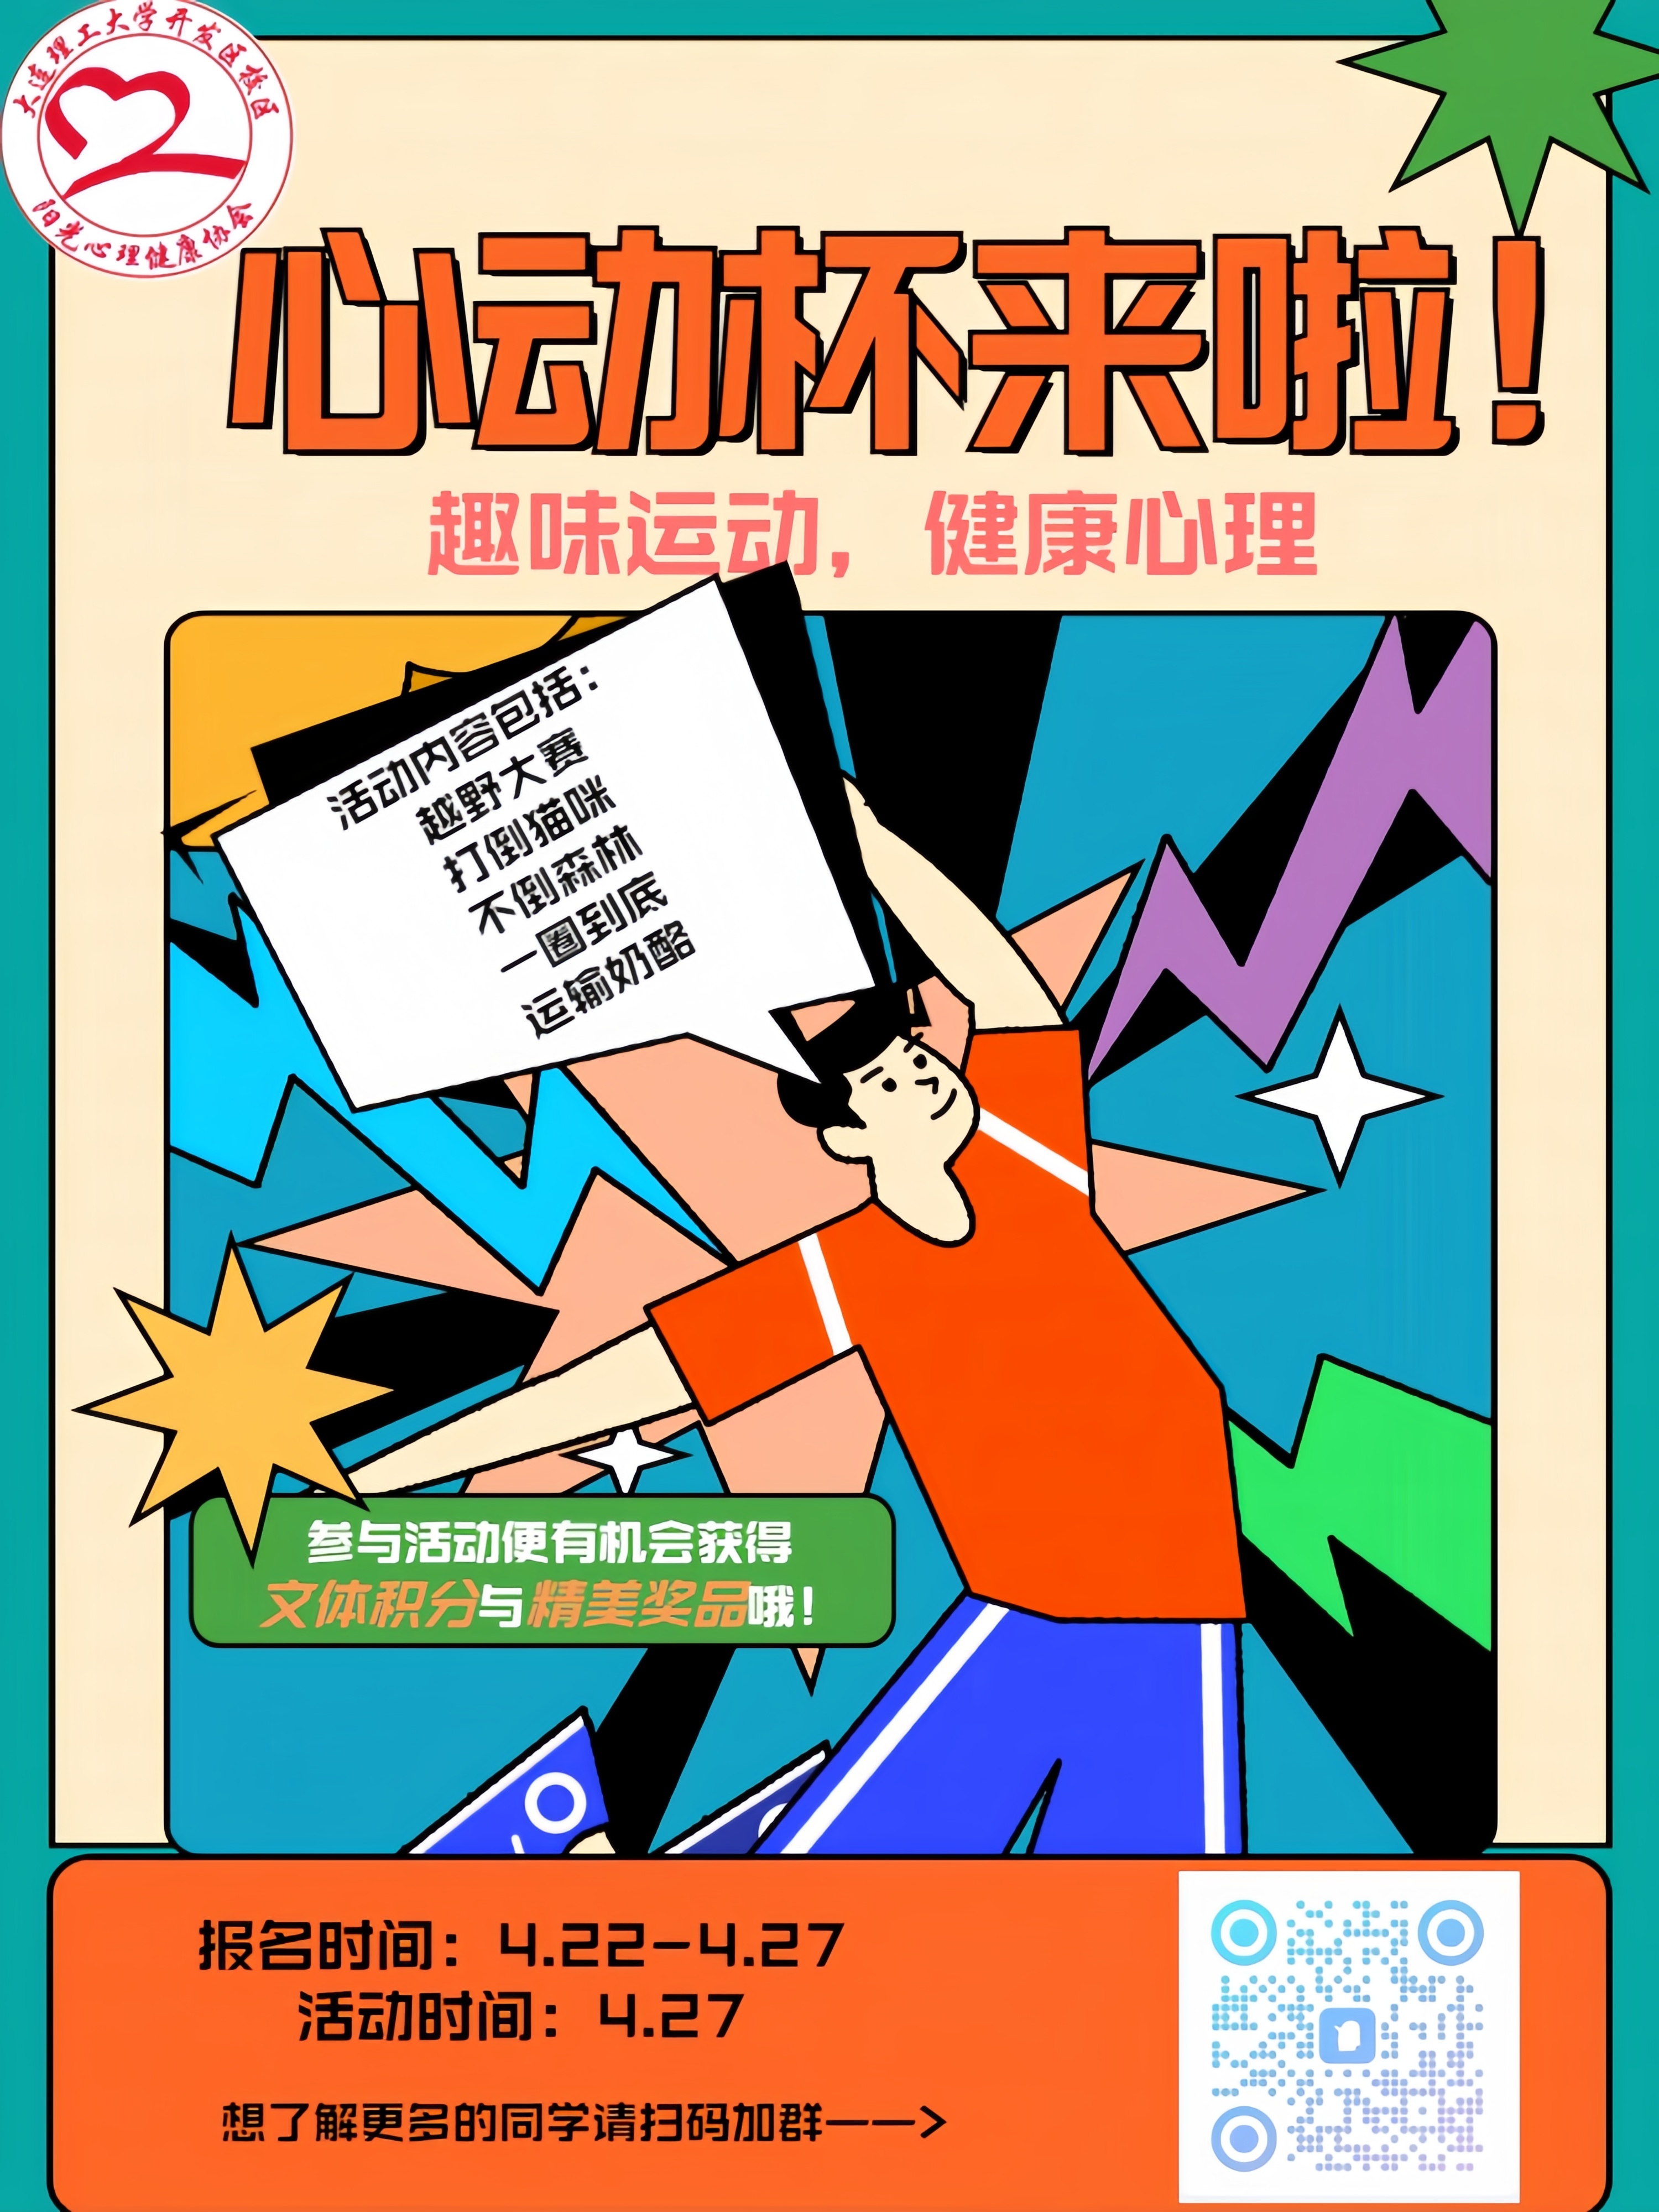 大连理工大学开发区校区
阳光心理健康协会
心动杯来啦!
趣味运动，健康心理
活动内容包括：
越野大赛
打倒猫咪
不倒森林
一圈到底
运输奶酪
参与活动便有机会获得
文体积分与精美奖品哦!
报名时间：4.22-4.27
活动时间：4.27
想了解更多的同学请扫码加群——>